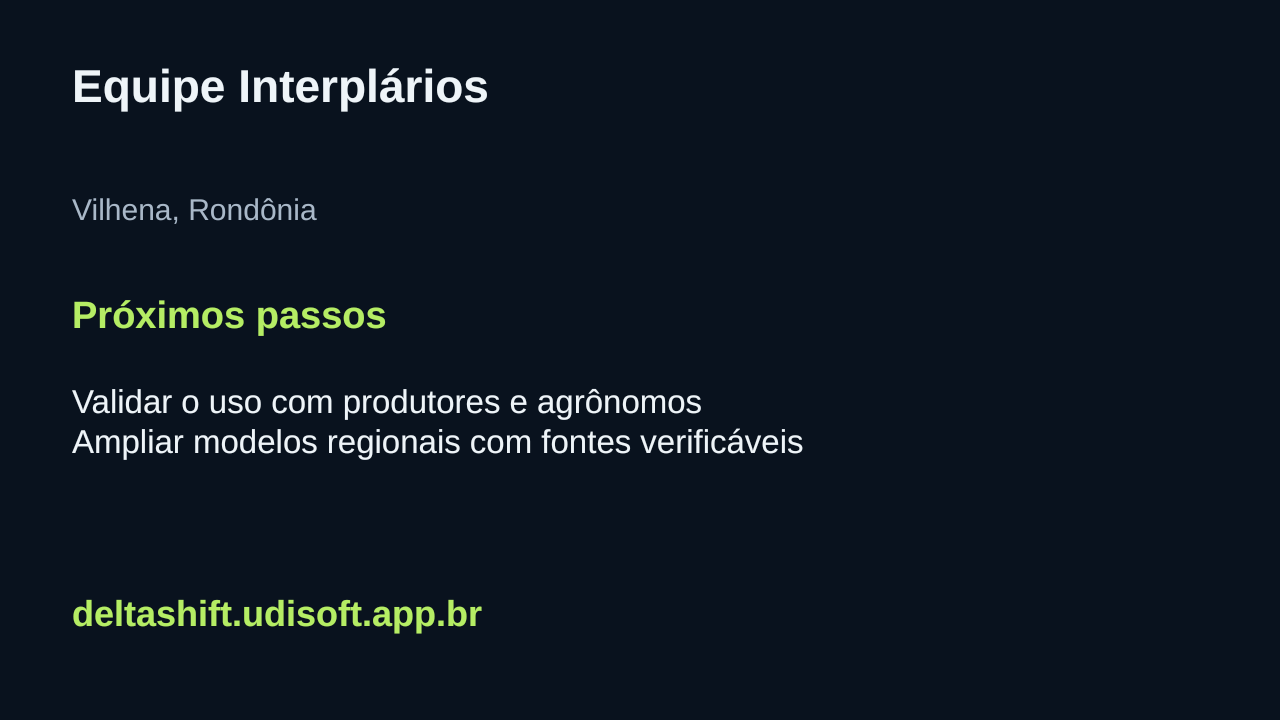 Equipe Interplários
Vilhena, Rondônia
Próximos passos
Validar o uso com produtores e agrônomos
Ampliar modelos regionais com fontes verificáveis
deltashift.udisoft.app.br